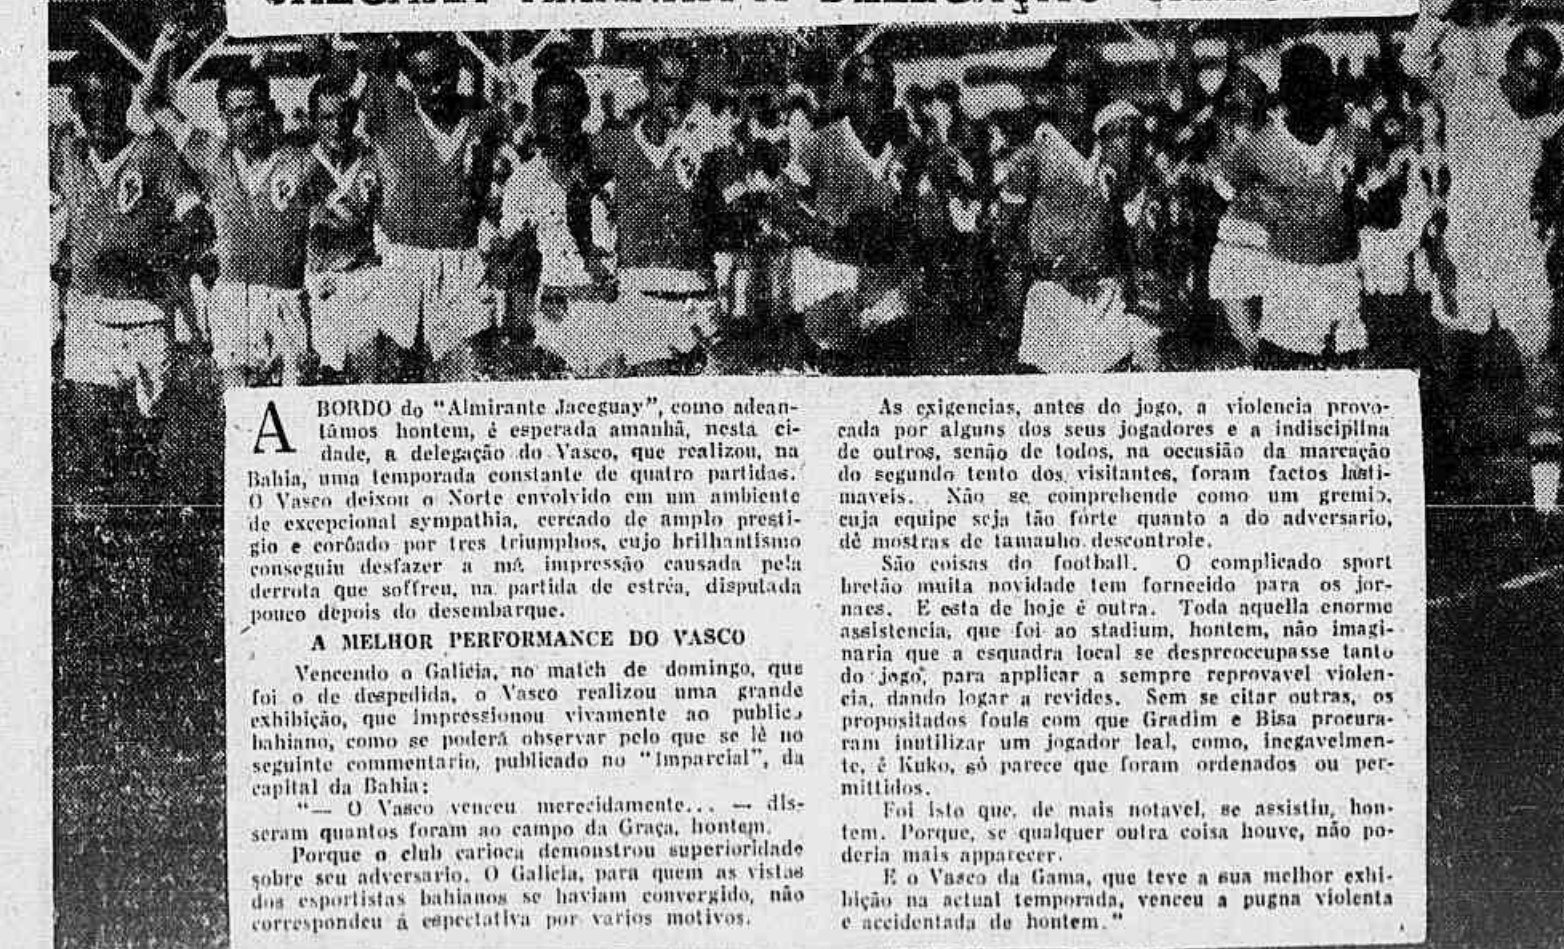 A BORDO do "Almirante Jaceguay", como adean-
támos hontem, é esperada amanhã, nesta ci-
dade, a delegação do Vasco, que realizou, na
Bahia, uma temporada constante de quatro partidas.
O Vasco deixou o Norte envolvido em um ambiente
de excepcional sympathia, cercado de amplo presti-
gio e corôado por tres triumphos, cujo brilhantismo
conseguiu desfazer a má impressão causada pela
derrota que soffreu, na partida de estréa, disputada
pouco depois do desembarque.
A MELHOR PERFORMANCE DO VASCO
Vencendo o Galicia, no match de domingo, que
foi o de despedida, o Vasco realizou uma grande
exhibição, que impressionou vivamente ao publico
bahiano, como se poderá observar pelo que se lê no
seguinte commentario, publicado no "Imparcial", da
capital da Bahia:
"— O Vasco venceu merecidamente... — dis-
seram quantos foram ao campo da Graça, hontem.
Porque o club carioca demonstrou superioridade
sobre seu adversario. O Galicia, para quem as vistas
dos esportistas bahianos se haviam convergido, não
correspondeu á espectativa por varios motivos.
As exigencias, antes do jogo, a violencia provo-
cada por alguns dos seus jogadores e a indisciplina
de outros, senão de todos, na occasião da marcação
do segundo tento dos visitantes, foram factos lasti-
maveis. Não se comprehende como um gremio,
cuja equipe seja tão fórte quanto a do adversario,
dê mostras de tamanho descontrole.
São coisas do football. O complicado sport
bretão muita novidade tem fornecido para os jor-
naes. E esta de hoje é outra. Toda aquella enorme
assistencia, que foi ao stadium, hontem, não imagi-
naria que a esquadra local se despreoccupasse tanto
do jogo, para applicar a sempre reprovavel violen-
cia, dando logar a revides. Sem se citar outras, os
propositados fouls com que Gradim e Bisa procura-
ram inutilizar um jogador leal, como, inegavelmen-
te, é Kuko, só parece que foram ordenados ou per-
mittidos.
Foi isto que, de mais notavel, se assistiu, hon-
tem. Porque, se qualquer outra coisa houve, não po-
deria mais apparecer.
E o Vasco da Gama, que teve a sua melhor exhi-
bição na actual temporada, venceu a pugna violenta
e accidentada de hontem."